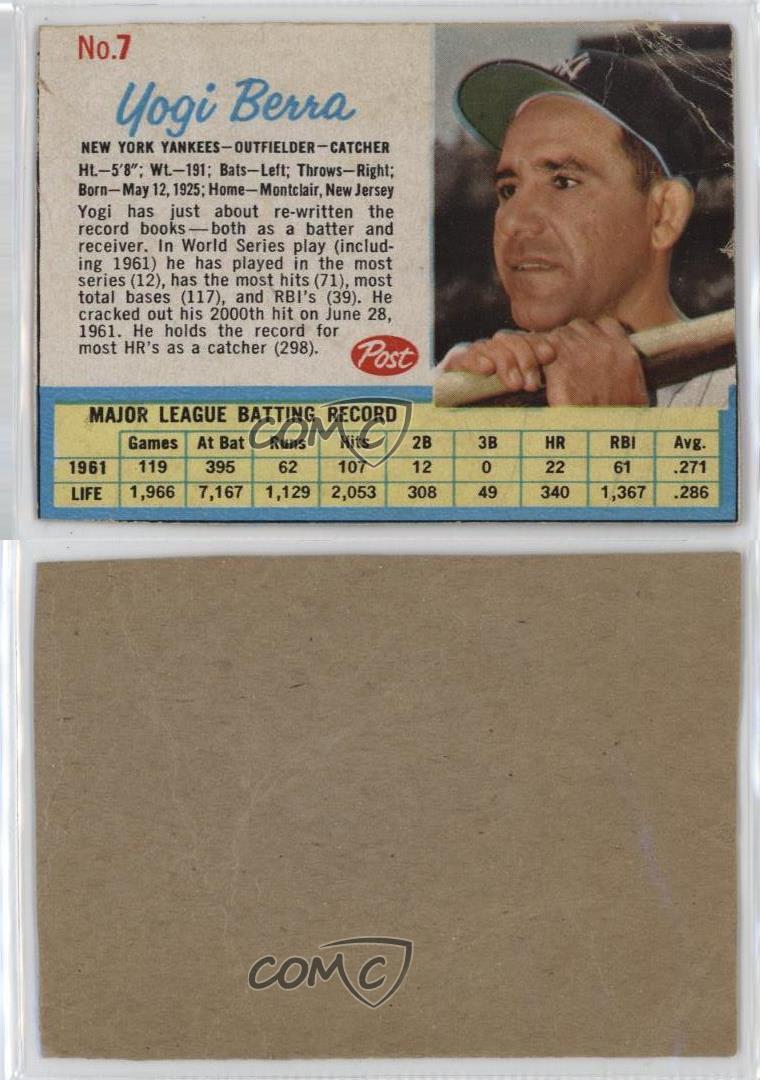 No.7
Yogi Berra
NEW YORK YANKEES—OUTFIELDER—CATCHER
Ht.—5'8"; Wt.—191; Bats—Left; Throws—Right;
Born—May 12, 1925; Home—Montclair, New Jersey
Yogi has just about re-written the
record books—both as a batter and
receiver. In World Series play (includ-
ing 1961) he has played in the most
series (12), has the most hits (71), most
total bases (117), and RBI's (39). He
cracked out his 2000th hit on June 28,
1961. He holds the record for
most HR's as a catcher (298).
Post
MAJOR LEAGUE BATTING RECORD
Games At Bat Runs Hits 2B 3B HR RBI Avg.
1961 119 395 62 107 12 0 22 61 .271
LIFE 1,966 7,167 1,129 2,053 308 49 340 1,367 .286
COMC
COMC